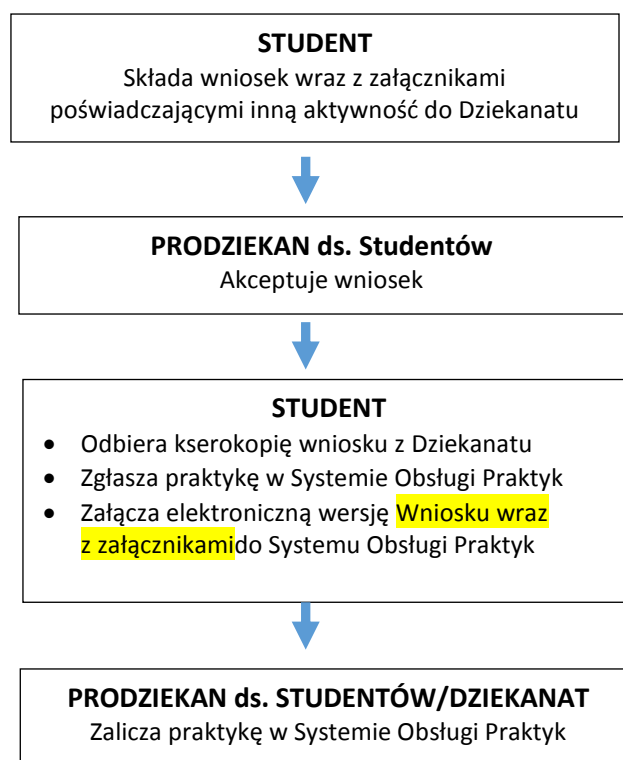 STUDENT
Składa wniosek wraz z załącznikami
poświadczającymi inną aktywność do Dziekanatu
PRODZIEKAN ds. Studentów
Akceptuje wniosek
STUDENT
• Odbiera kserokopię wniosku z Dziekanatu
• Zgłasza praktykę w Systemie Obsługi Praktyk
• Załącza elektroniczną wersję Wniosku wraz
z załącznikamido Systemu Obsługi Praktyk
PRODZIEKAN ds. STUDENTÓW/DZIEKANAT
Zalicza praktykę w Systemie Obsługi Praktyk